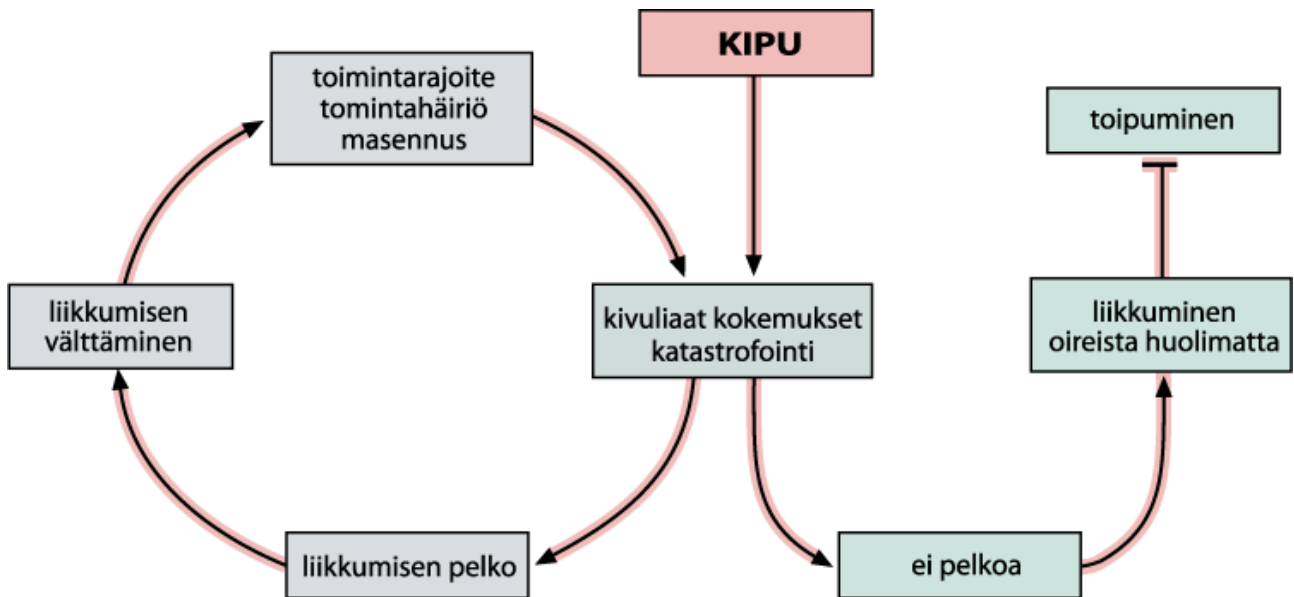 KIPU
toimintarajoite
tomintahäiriö
masennus
toipuminen
liikkumisen
välttäminen
kivuliaat kokemukset
katastrofointi
liikkuminen
oireista huolimatta
liikkumisen pelko
ei pelkoa